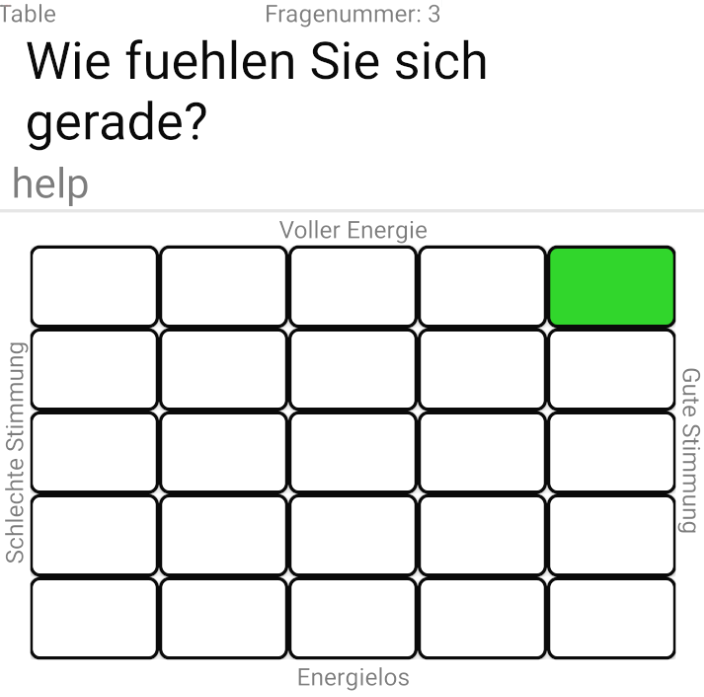 Table Fragenummer: 3
Wie fuehlen Sie sich
gerade?
help
Voller Energie
Schlechte Stimmung
Gute Stimmung
Energielos